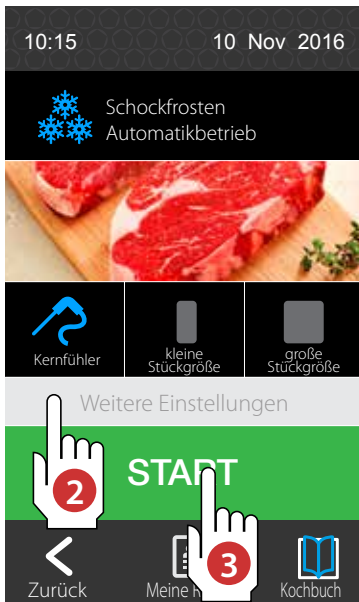 10:15 10 Nov 2016
Schockfrosten
Automatikbetrieb
Kernfühler
kleine
Stückgröße
große
Stückgröße
Weitere Einstellungen
START
2
3
Zurück
Meine
Kochbuch